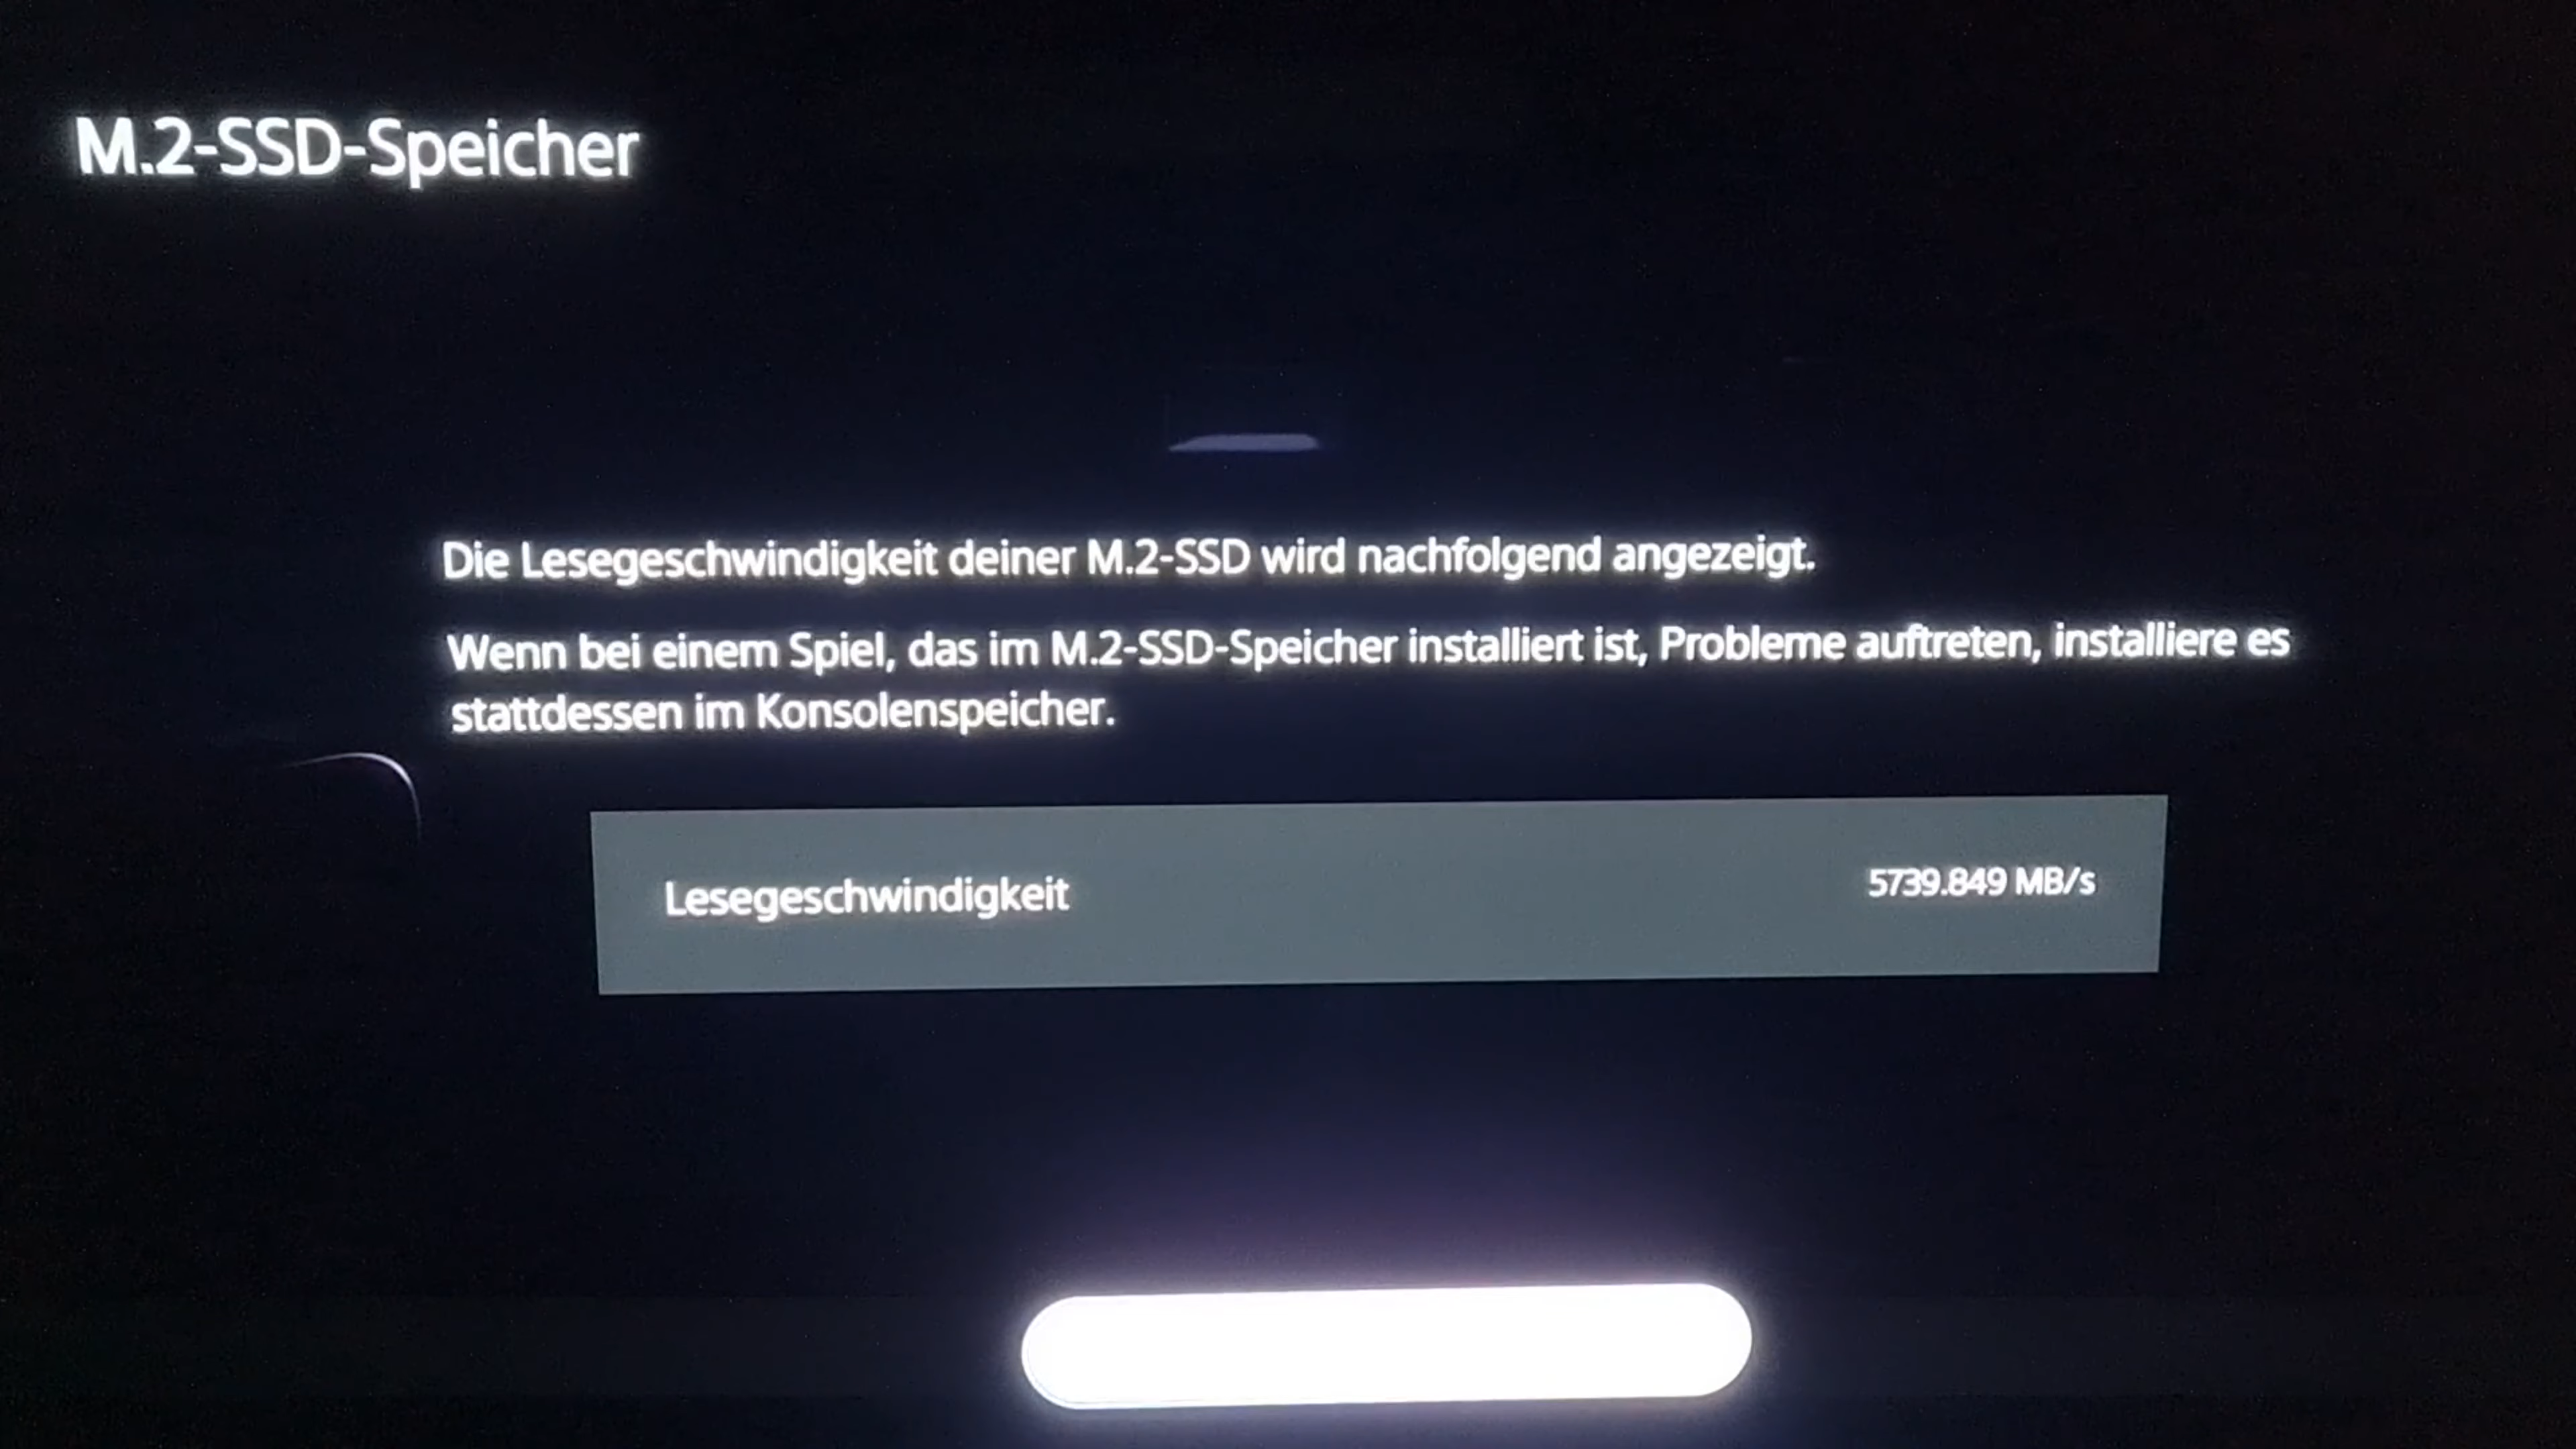 M.2-SSD-Speicher
Die Lesegeschwindigkeit deiner M.2-SSD wird nachfolgend angezeigt.
Wenn bei einem Spiel, das im M.2-SSD-Speicher installiert ist, Probleme auftreten, installiere es
stattdessen im Konsolenspeicher.
Lesegeschwindigkeit 5739.849 MB/s